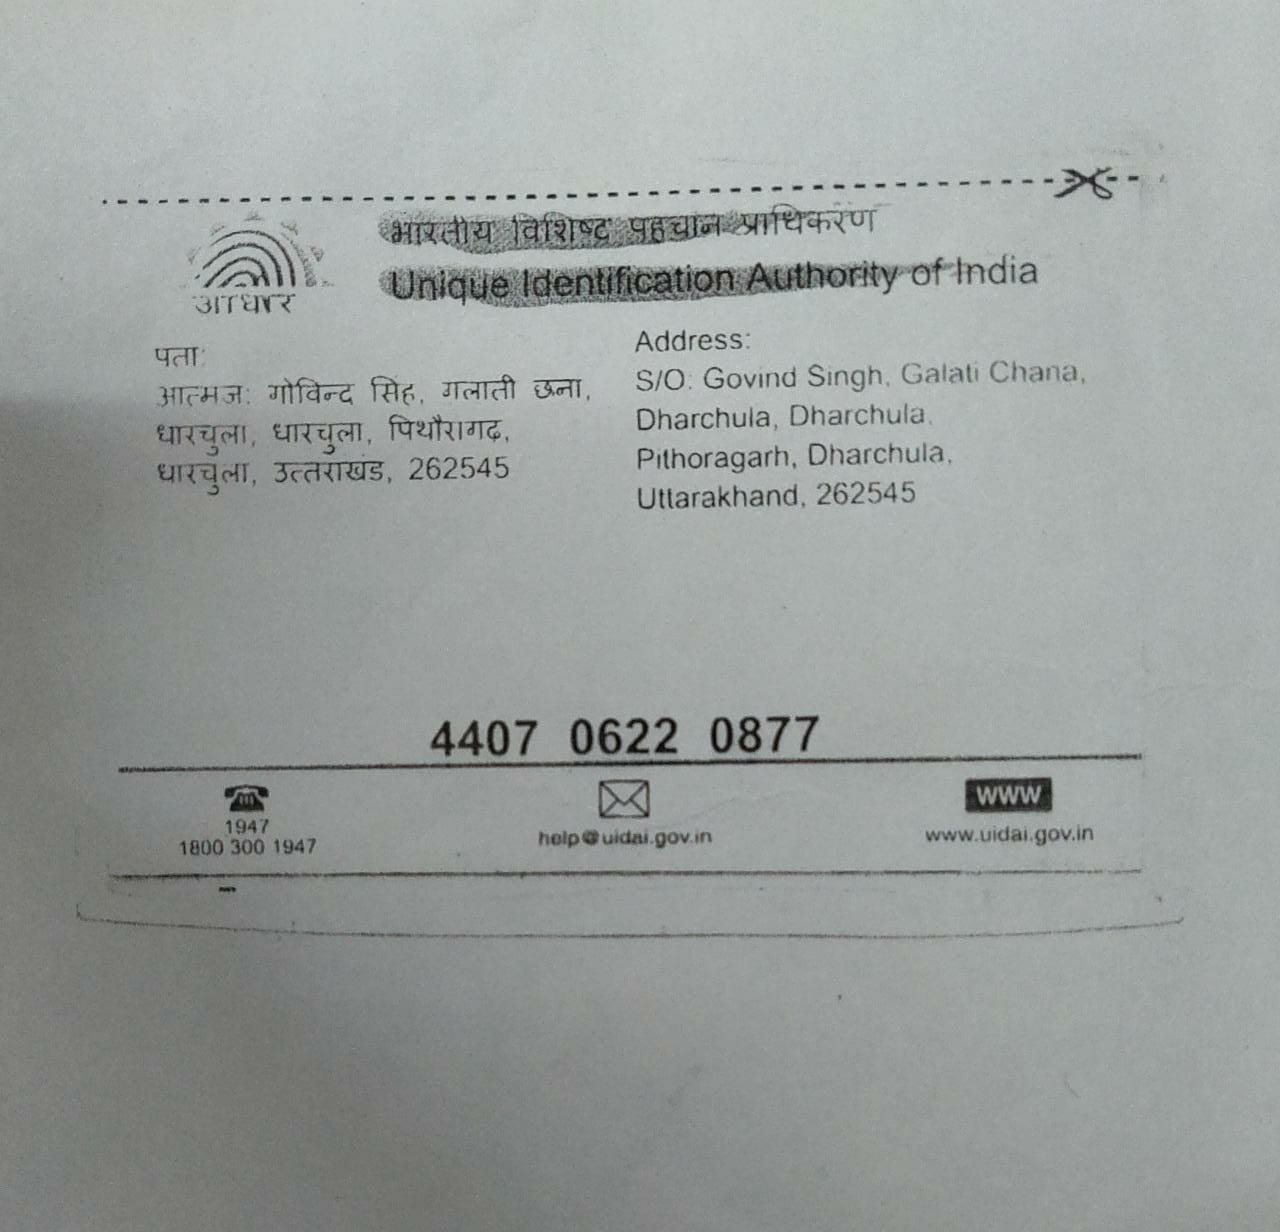 भारतीय विशिष्ट पहचान प्राधिकरण
Unique Identification Authority of India
आधार
पता:
आत्मज: गोविन्द सिंह, गलाती छना,
धारचुला, धारचुला, पिथौरागढ़,
धारचुला, उत्तराखंड, 262545
Address:
S/O: Govind Singh, Galati Chana,
Dharchula, Dharchula,
Pithoragarh, Dharchula,
Uttarakhand, 262545
4407 0622 0877
1947
1800 300 1947
help@uidai.gov.in
www
www.uidai.gov.in